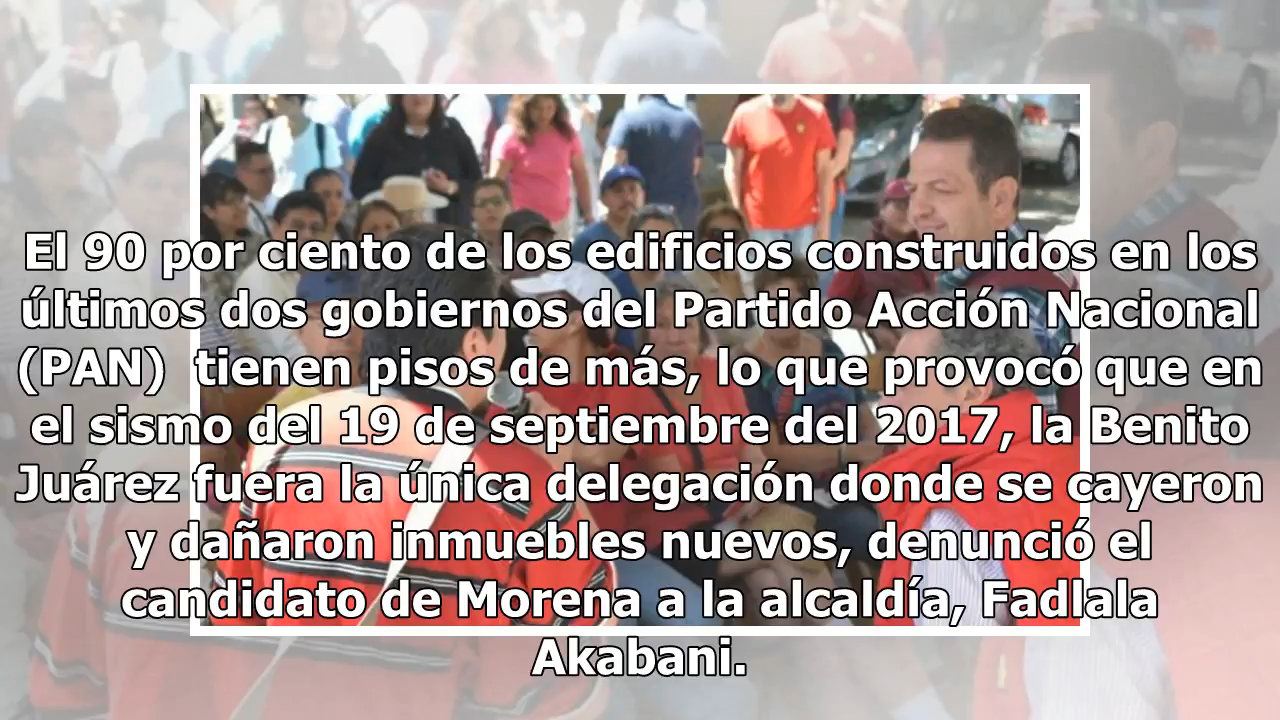 El 90 por ciento de los edificios construidos en los
últimos dos gobiernos del Partido Acción Nacional
(PAN)  tienen pisos de más, lo que provocó que en
el sismo del 19 de septiembre del 2017, la Benito
Juárez fuera la única delegación donde se cayeron
y dañaron inmuebles nuevos, denunció el
candidato de Morena a la alcaldía, Fadlala
Akabani.